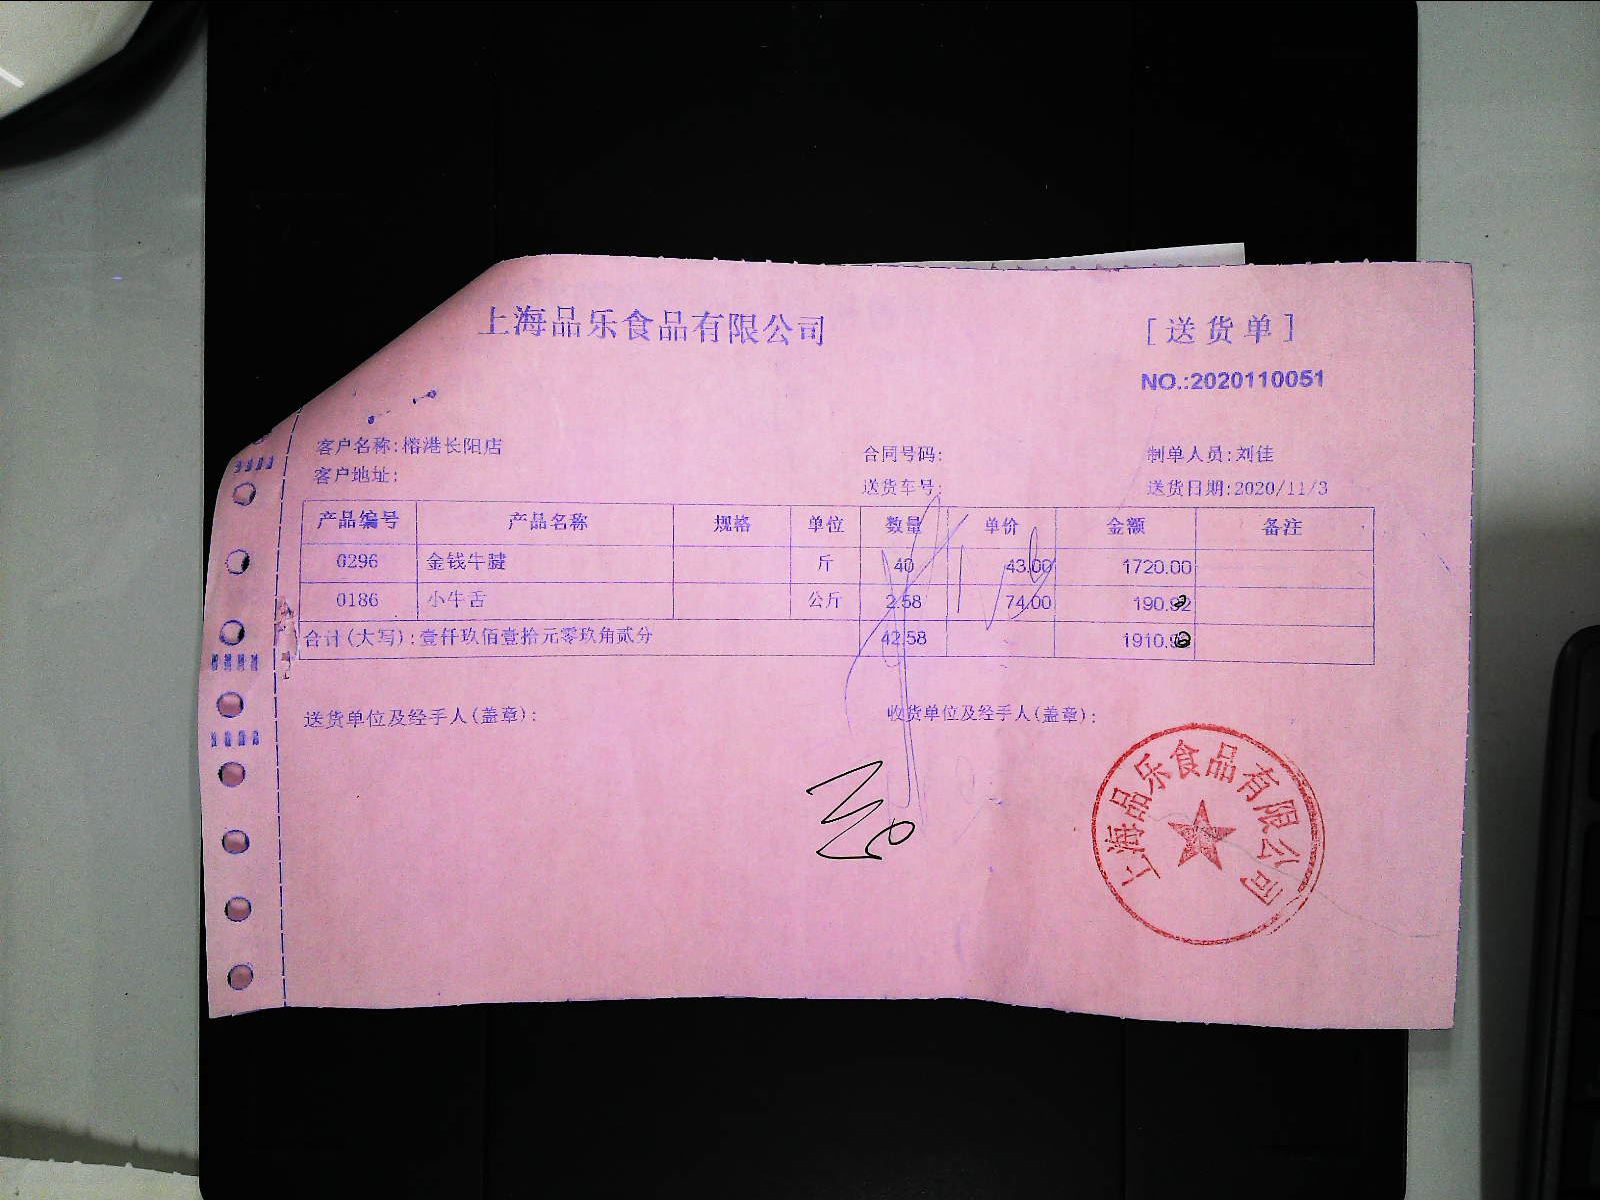 上海品乐食品有限公司
[送货单]
NO.:2020110051
客户名称:榕港长阳店 合同号码: 制单人员:刘佳
客户地址: 送货车号: 送货日期:2020/11/3
产品编号 产品名称 规格 单位 数量 单价 金额 备注
0296 金钱牛腱 斤 40 43.00 1720.00
0186 小牛舌 公斤 2.58 74.00 190.92
合计(大写):壹仟玖佰壹拾元零玖角贰分 42.58
送货单位及经手人(盖章): 收货单位及经手人(盖章):
上海品乐食品有限公司